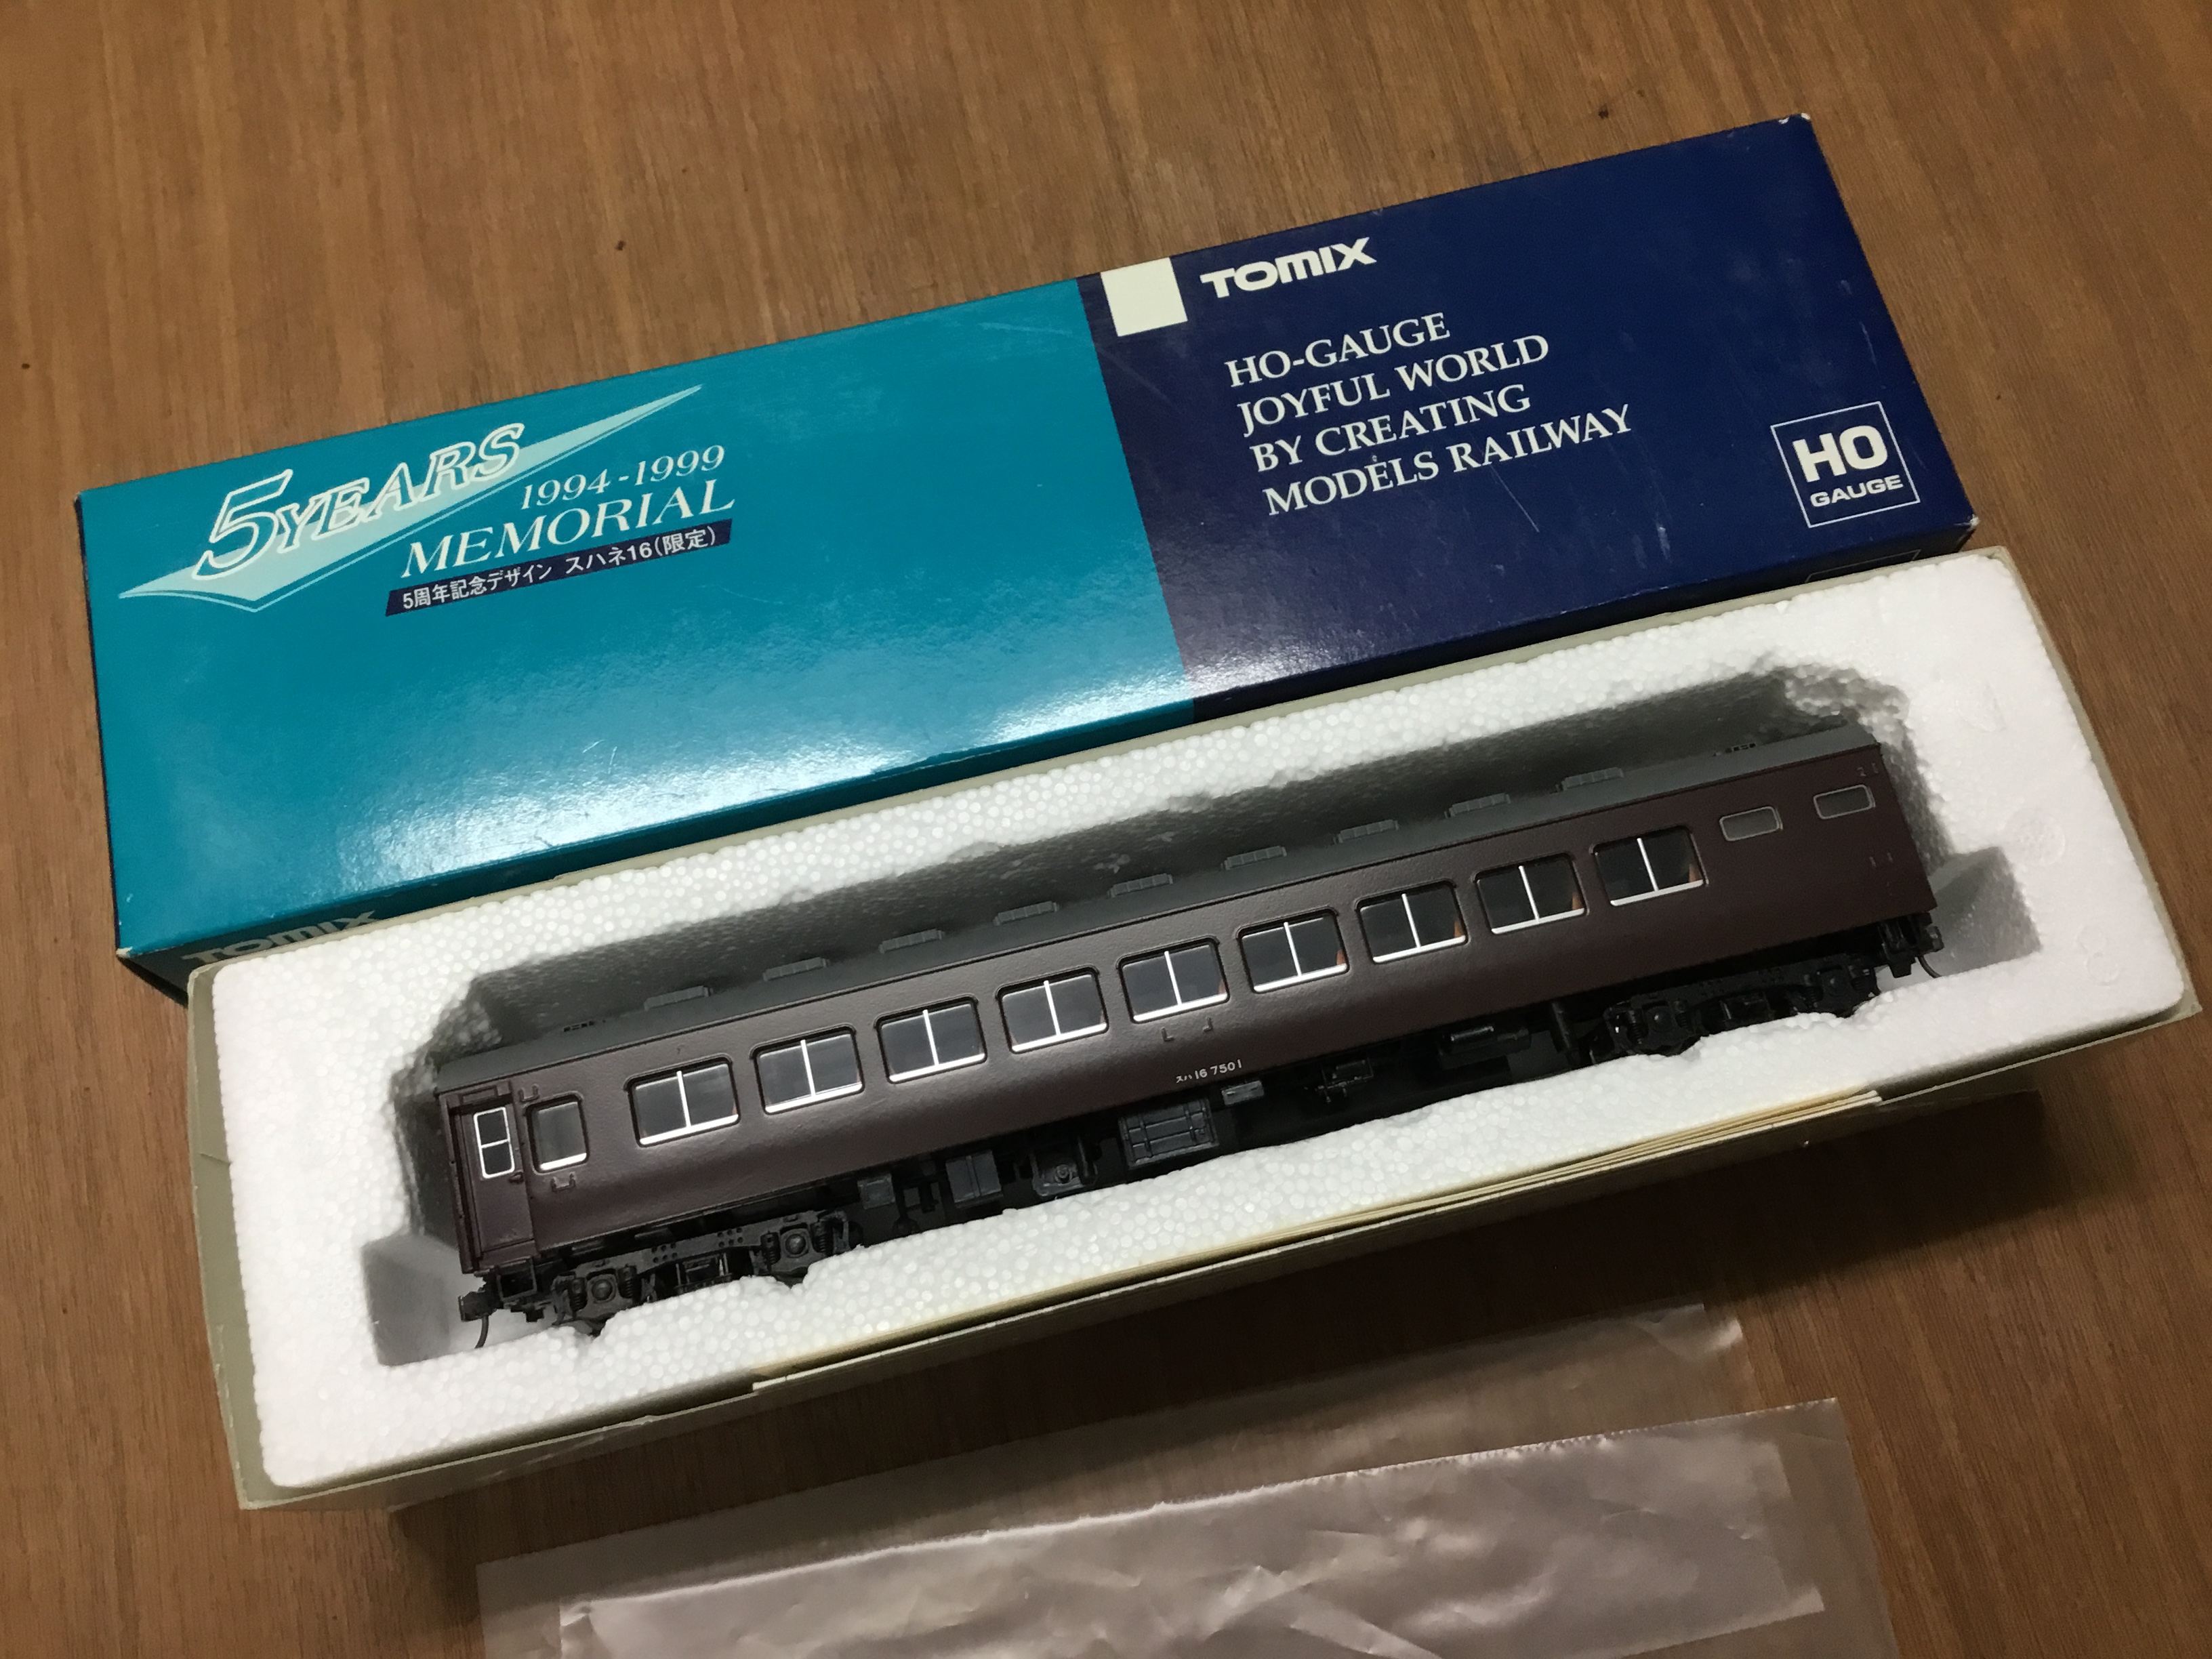 5YEARS
1994-1999
MEMORIAL
5周年記念デザイン スハネ16(限定)
TOMIX
HO-GAUGE
JOYFUL WORLD
BY CREATING
MODELS RAILWAY
HO
GAUGE
TOMIX
スハ16 7501